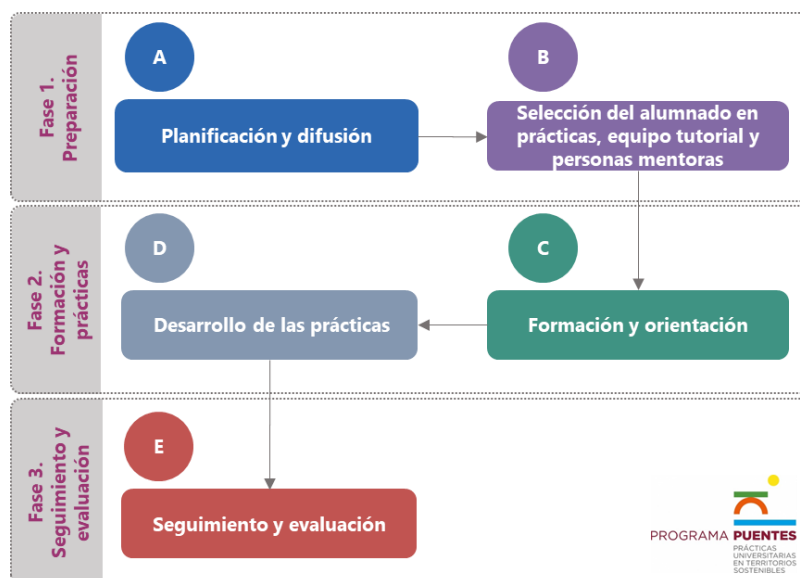 Fase 1.
Preparación
A
Planificación y difusión
B
Selección del alumnado en
prácticas, equipo tutorial y
personas mentoras
Fase 2.
Formación y
prácticas
D
Desarrollo de las prácticas
C
Formación y orientación
Fase 3.
Seguimiento y
evaluación
E
Seguimiento y evaluación
PROGRAMA PUENTES
PRÁCTICAS
UNIVERSITARIAS
EN TERRITORIOS
SOSTENIBLES